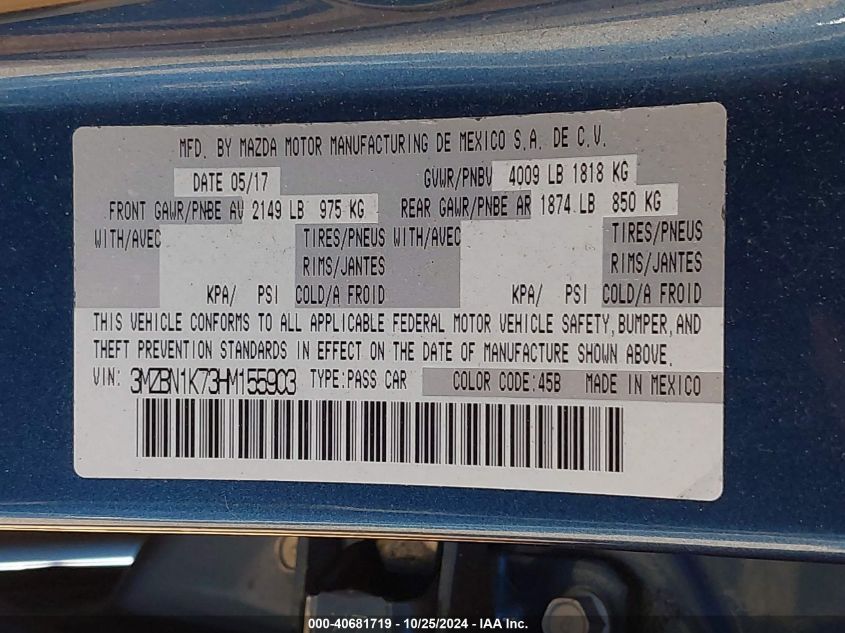 MFD. BY MAZDA MOTOR MANUFACTURING DE MEXICO S.A. DE C.V.
DATE 05/17 GVWR/PNBV 4009 LB 1818 KG
FRONT GAWR/PNBE AV 2149 LB 975 KG REAR GAWR/PNBE AR 1874 LB 850 KG
WITH/AVEC TIRES/PNEUS WITH/AVEC TIRES/PNEUS
RIMS/JANTES RIMS/JANTES
KPA/ PSI COLD/A FROID KPA/ PSI COLD/A FROID
THIS VEHICLE CONFORMS TO ALL APPLICABLE FEDERAL MOTOR VEHICLE SAFETY, BUMPER, AND
THEFT PREVENTION STANDARDS IN EFFECT ON THE DATE OF MANUFACTURE SHOWN ABOVE.
VIN: 3MZBN1K73HM155903 TYPE:PASS CAR COLOR CODE:45B MADE IN MEXICO
000-40681719 - 10/25/2024 - IAA Inc.